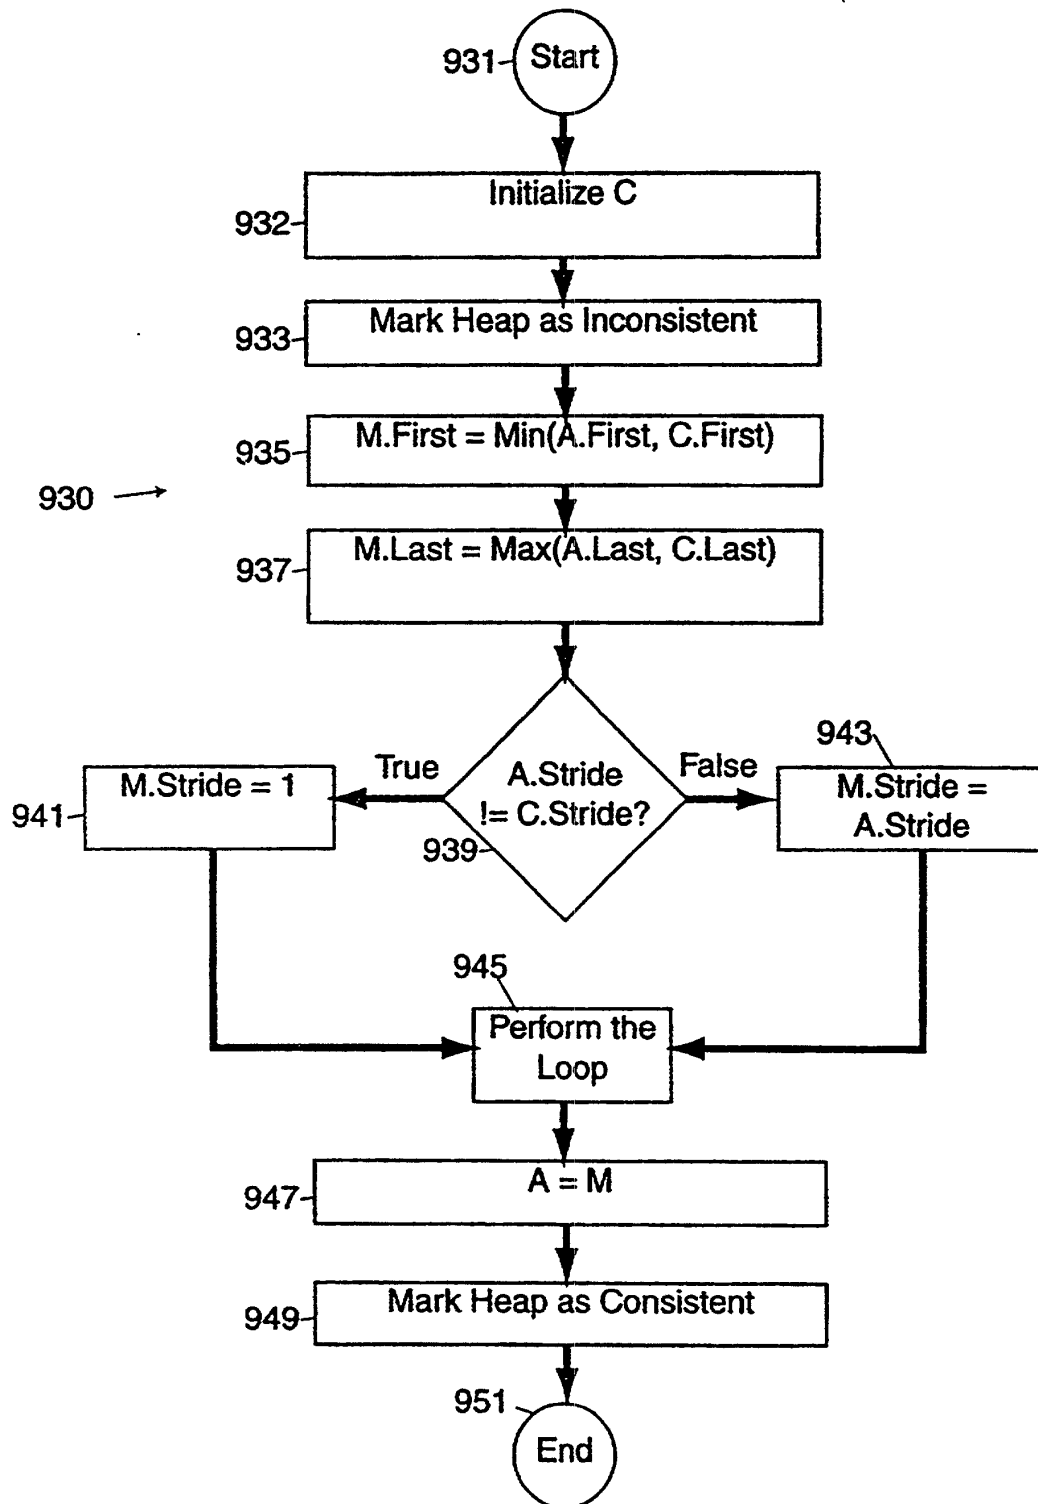 931
Start
Initialize C
932
Mark Heap as Inconsistent
933
M.First = Min(A.First, C.First)
935
930
M.Last = Max(A.Last, C.Last)
937
943
True
False
M.Stride = 1
A.Stride
!= C.Stride?
M.Stride =
A.Stride
941
939
945
Perform the
Loop
A = M
947
Mark Heap as Consistent
949
951
End